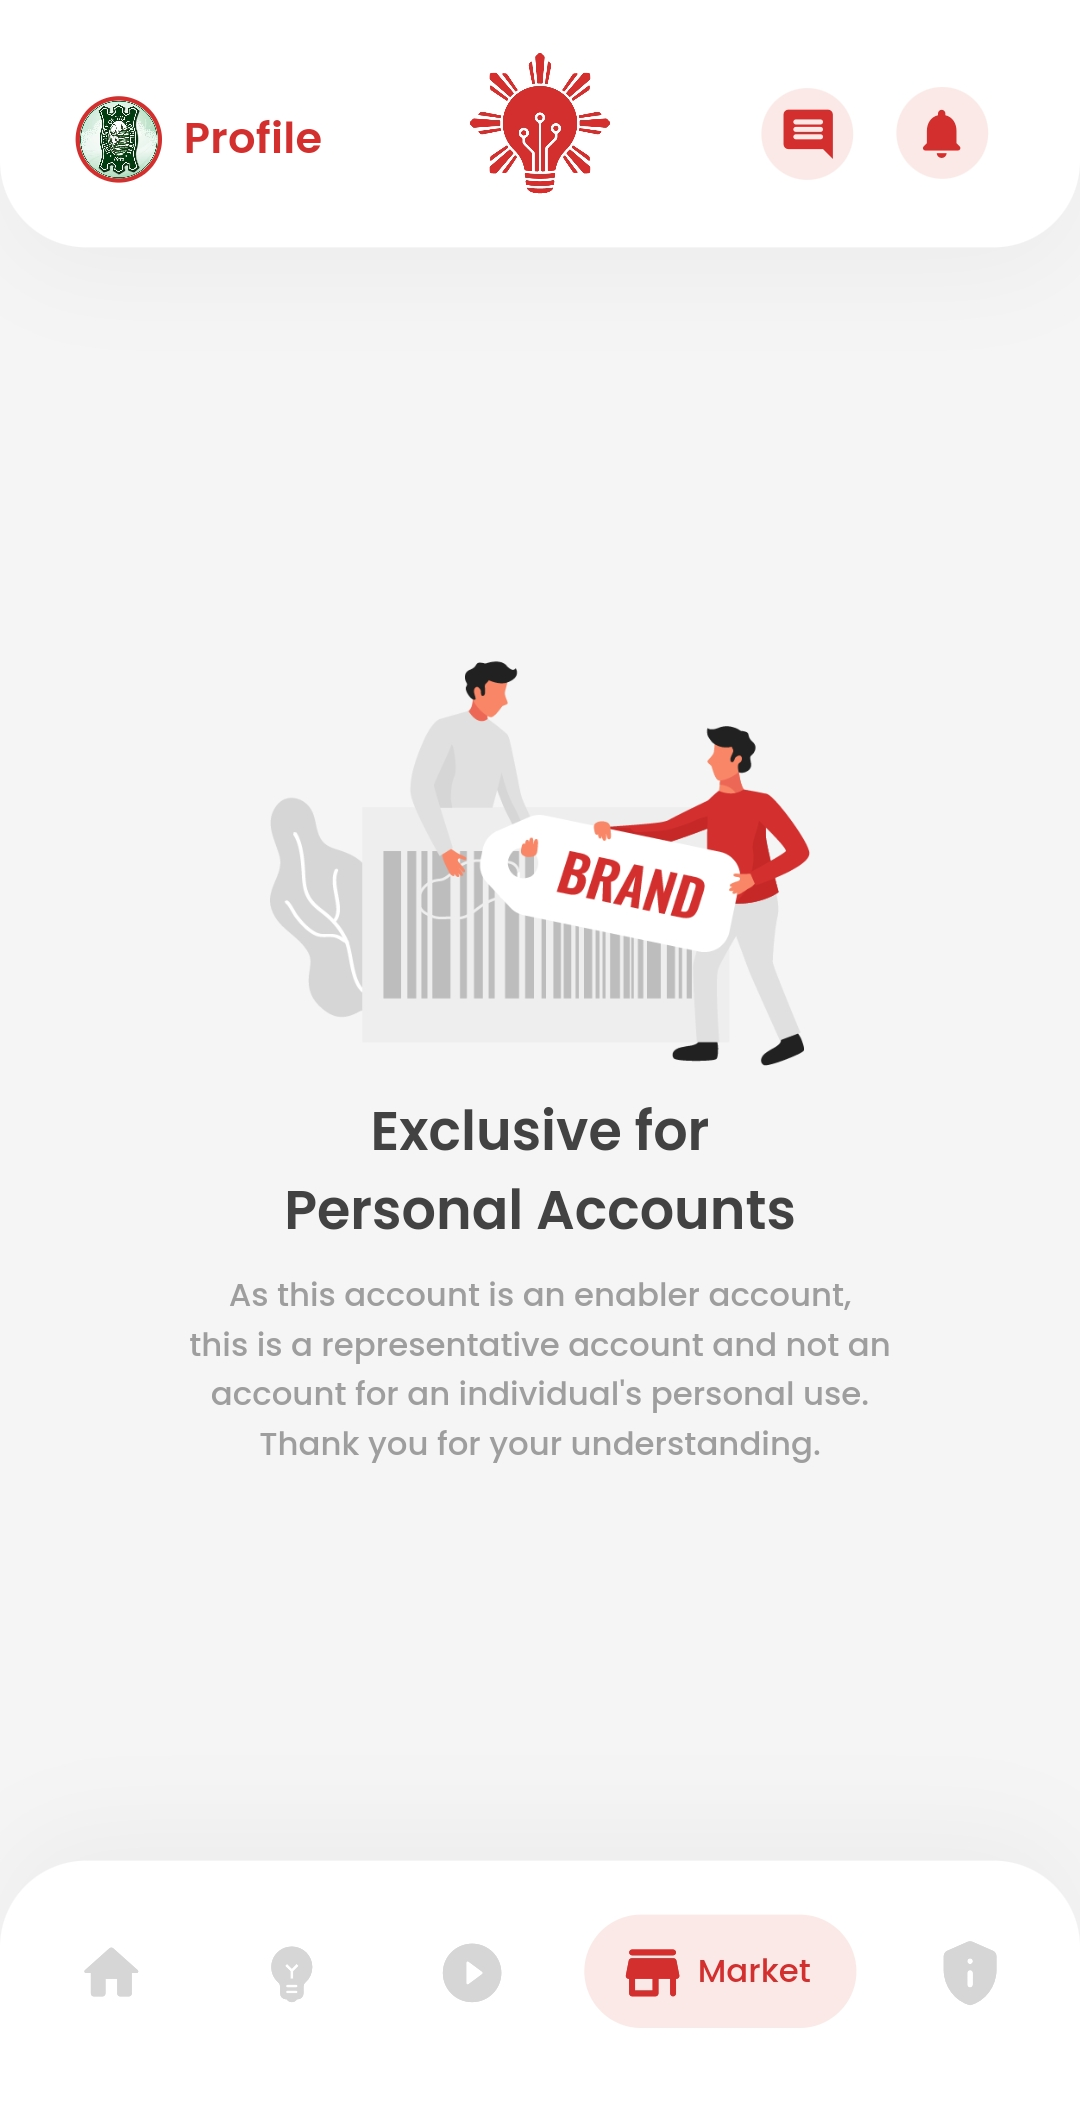 Profile
BRAND
Exclusive for
Personal Accounts
As this account is an enabler account,
this is a representative account and not an
account for an individual's personal use.
Thank you for your understanding.
Market